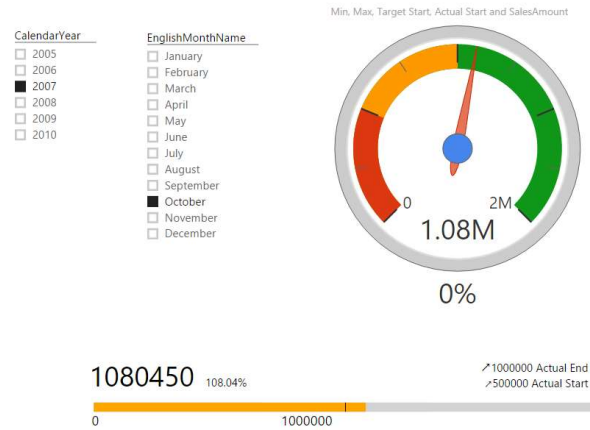 Min, Max, Target Start, Actual Start and SalesAmount
CalendarYear
2005
2006
2007
2008
2009
2010
EnglishMonthName
January
February
March
April
May
June
July
August
September
October
November
December
0
2M
1.08M
0%
1080450 108.04%
↗1000000 Actual End
↗500000 Actual Start
0
1000000